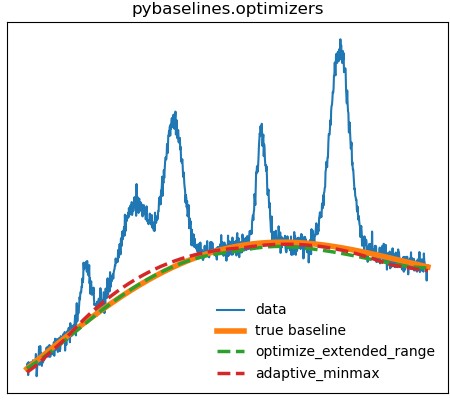 pybaselines.optimizers
data
true baseline
optimize_extended_range
adaptive_minmax